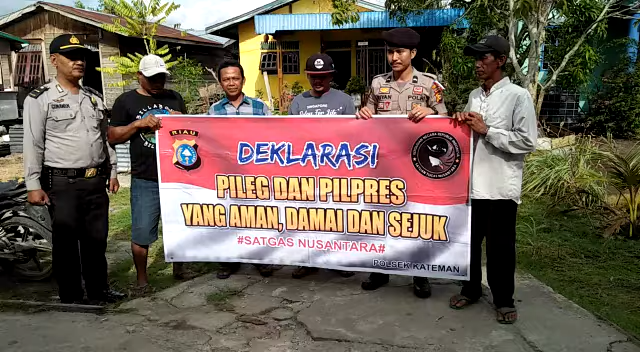 RIAU
DEKLARASI
PILEG DAN PILPRES
YANG AMAN, DAMAI DAN SEJUK
#SATGAS NUSANTARA#
POLSEK KATEMAN